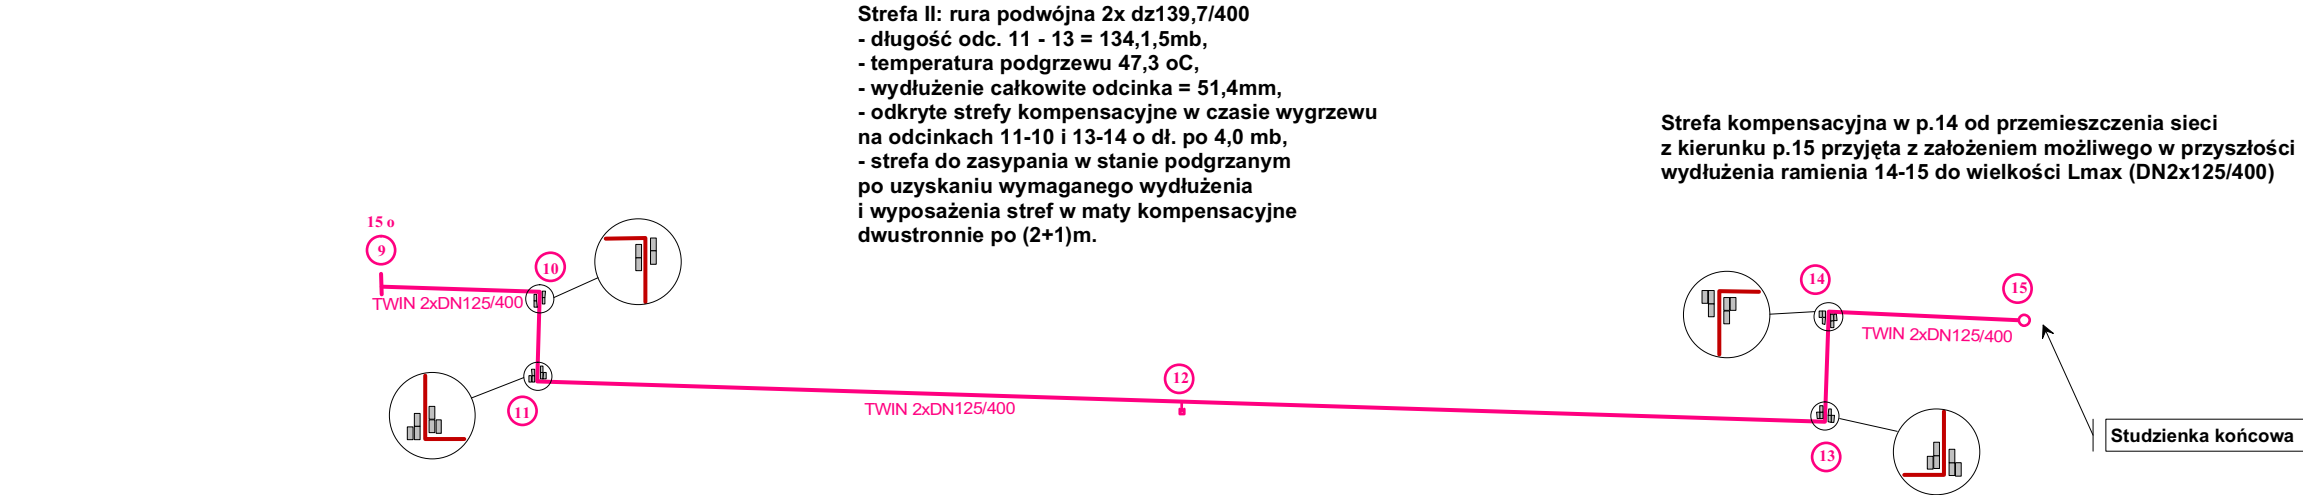 Strefa II: rura podwójna 2x dz139,7/400
- długość odc. 11 - 13 = 134,1,5mb,
- temperatura podgrzewu 47,3 oC,
- wydłużenie całkowite odcinka = 51,4mm,
- odkryte strefy kompensacyjne w czasie wygrzewu
na odcinkach 11-10 i 13-14 o dł. po 4,0 mb,
- strefa do zasypania w stanie podgrzanym
po uzyskaniu wymaganego wydłużenia
i wyposażenia stref w maty kompensacyjne
dwustronnie po (2+1)m.
Strefa kompensacyjna w p.14 od przemieszczenia sieci
z kierunku p.15 przyjęta z założeniem możliwego w przyszłości
wydłużenia ramienia 14-15 do wielkości Lmax (DN2x125/400)
15 o
9
10
TWIN 2xDN125/400
11
TWIN 2xDN125/400
12
13
14
15
TWIN 2xDN125/400
Studzienka końcowa